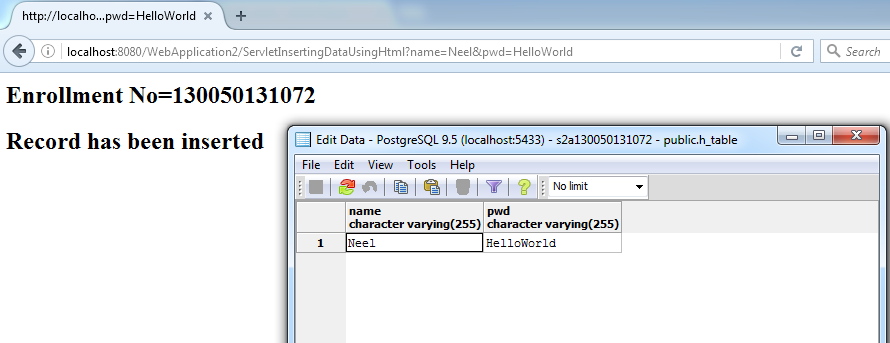 http://localho...pwd=HelloWorld
localhost:8080/WebApplication2/ServletInsertingDataUsingHtml?name=Neel&pwd=HelloWorld
Search
Enrollment No=130050131072
Record has been inserted
Edit Data - PostgreSQL 9.5 (localhost:5433) - s2a130050131072 - public.h_table
File Edit View Tools Help
No limit
name pwd
character varying(255) character varying(255)
1 Neel HelloWorld